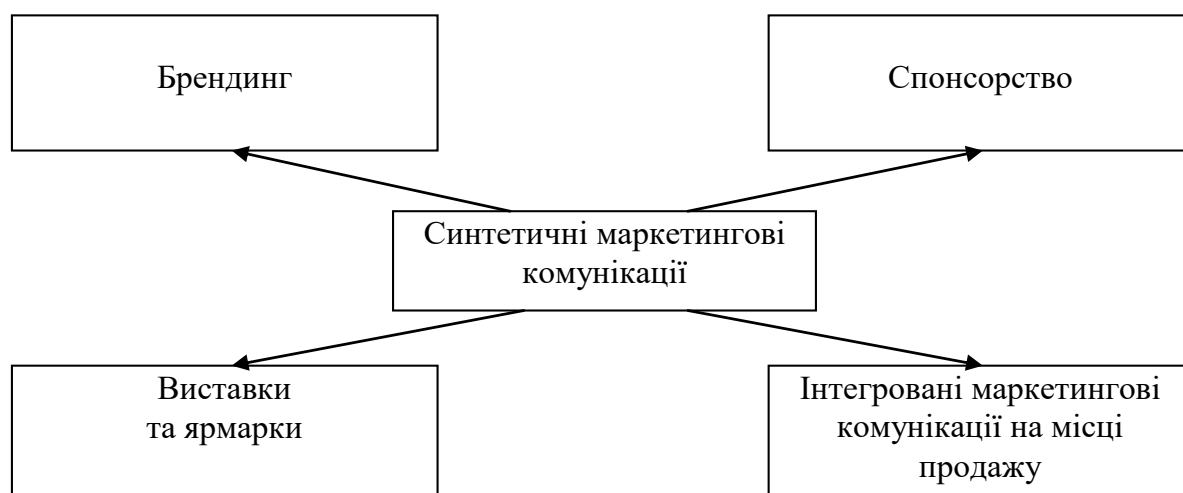 Брендинг
Спонсорство
Синтетичні маркетингові
комунікації
Виставки
та ярмарки
Інтегровані маркетингові
комунікації на місці
продажу